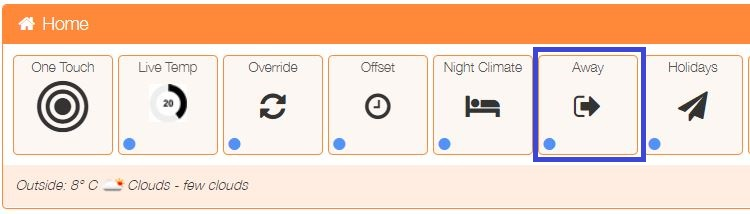 Home
One Touch
Live Temp
20
Override
Offset
Night Climate
Away
Holidays
Outside: 8° C Clouds - few clouds